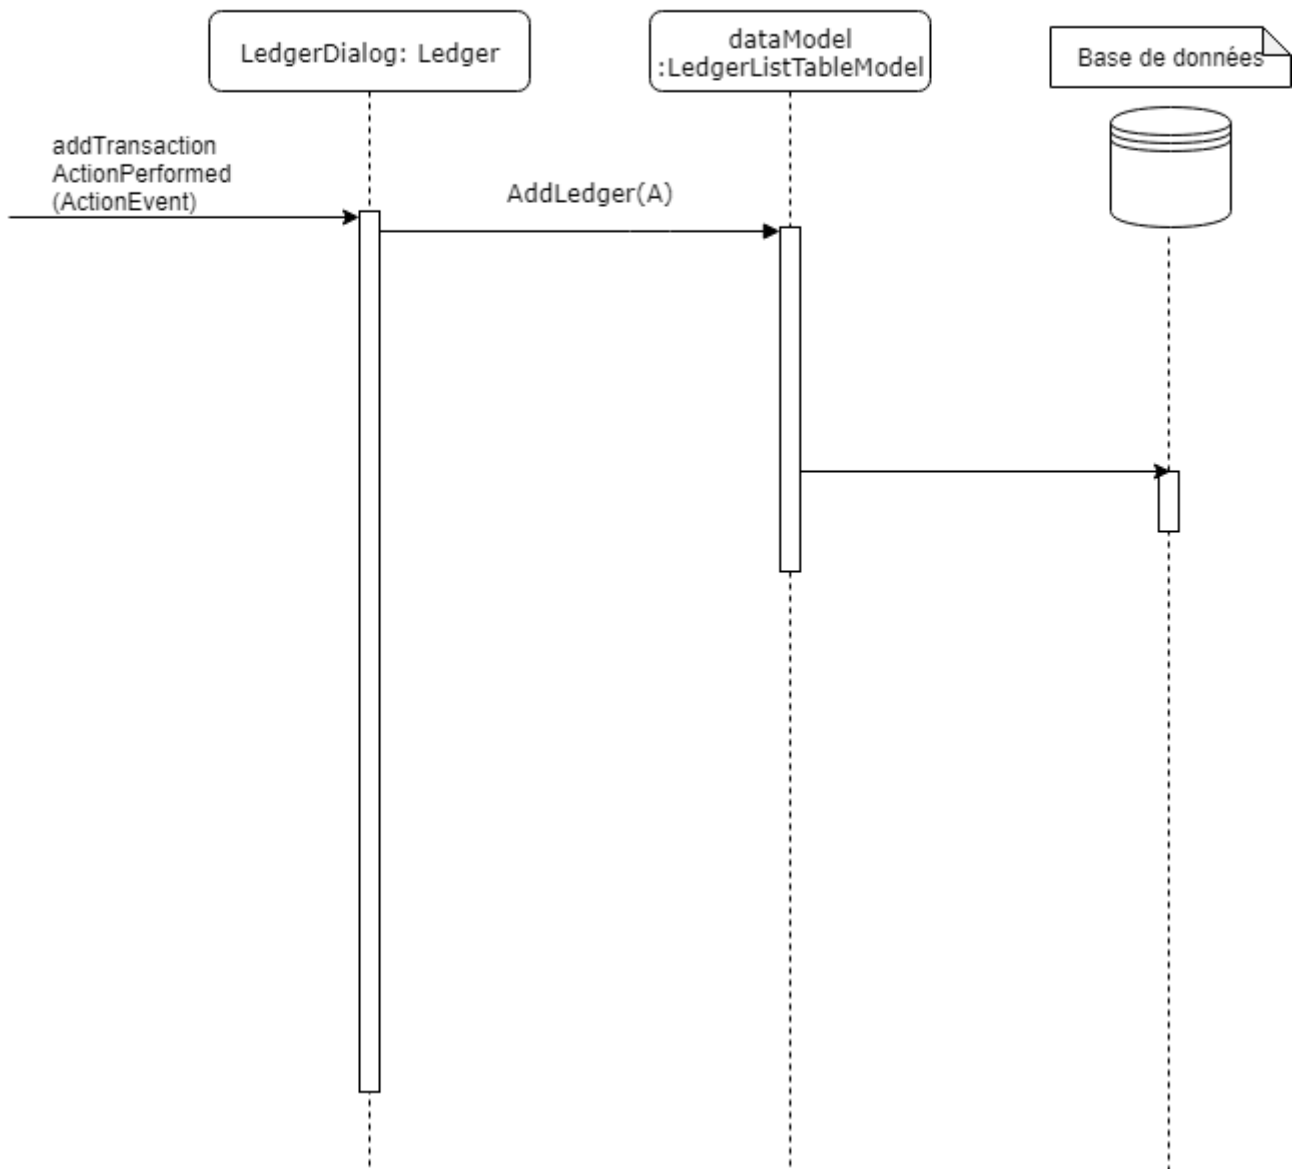 LedgerDialog: Ledger
dataModel
:LedgerListTableModel
Base de données
addTransaction
ActionPerformed
(ActionEvent)
AddLedger(A)